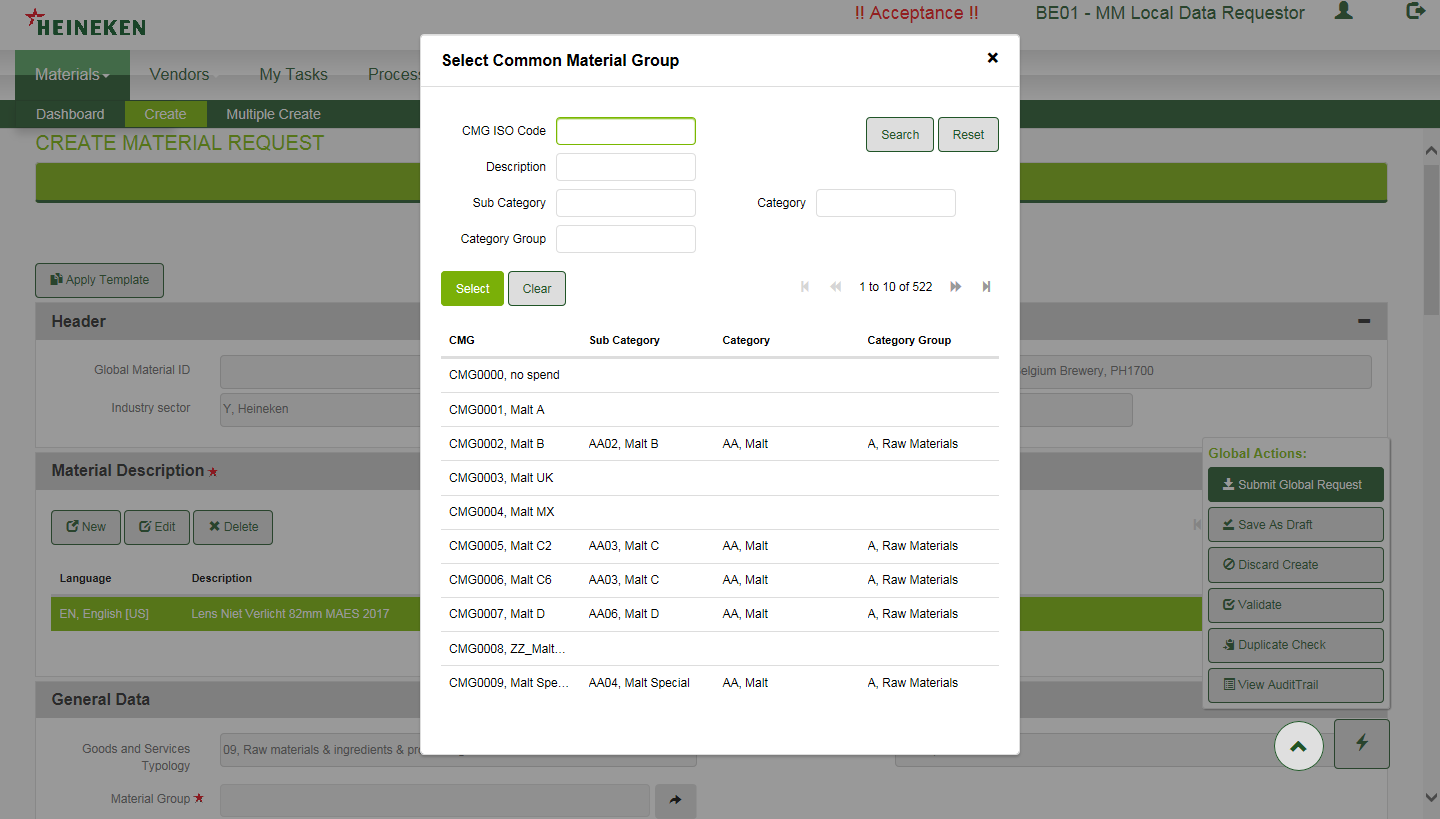 HEINEKEN
!! Acceptance !!
BE01 - MM Local Data Requestor
Materials
Vendors
My Tasks
Dashboard
Create
Multiple Create
CREATE MATERIAL REQUEST
Select Common Material Group
CMG ISO Code
Search
Reset
Description
Sub Category
Category
Category Group
Select
Clear
1 to 10 of 522
CMG Sub Category Category Category Group
CMG0000, no spend
CMG0001, Malt A
CMG0002, Malt B AA02, Malt B AA, Malt A, Raw Materials
CMG0003, Malt UK
CMG0004, Malt MX
CMG0005, Malt C2 AA03, Malt C AA, Malt A, Raw Materials
CMG0006, Malt C6 AA03, Malt C AA, Malt A, Raw Materials
CMG0007, Malt D AA06, Malt D AA, Malt A, Raw Materials
CMG0008, ZZ_Malt...
CMG0009, Malt Spe... AA04, Malt Special AA, Malt A, Raw Materials
Apply Template
Header
Global Material ID
elgium Brewery, PH1700
Industry sector
Y, Heineken
Material Description
New
Edit
Delete
Language Description
EN, English [US] Lens Niet Verlicht 82mm MAES 2017
General Data
Goods and Services
Typology
09, Raw materials & ingredients & pro
Material Group
Global Actions:
Submit Global Request
Save As Draft
Discard Create
Validate
Duplicate Check
View AuditTrail